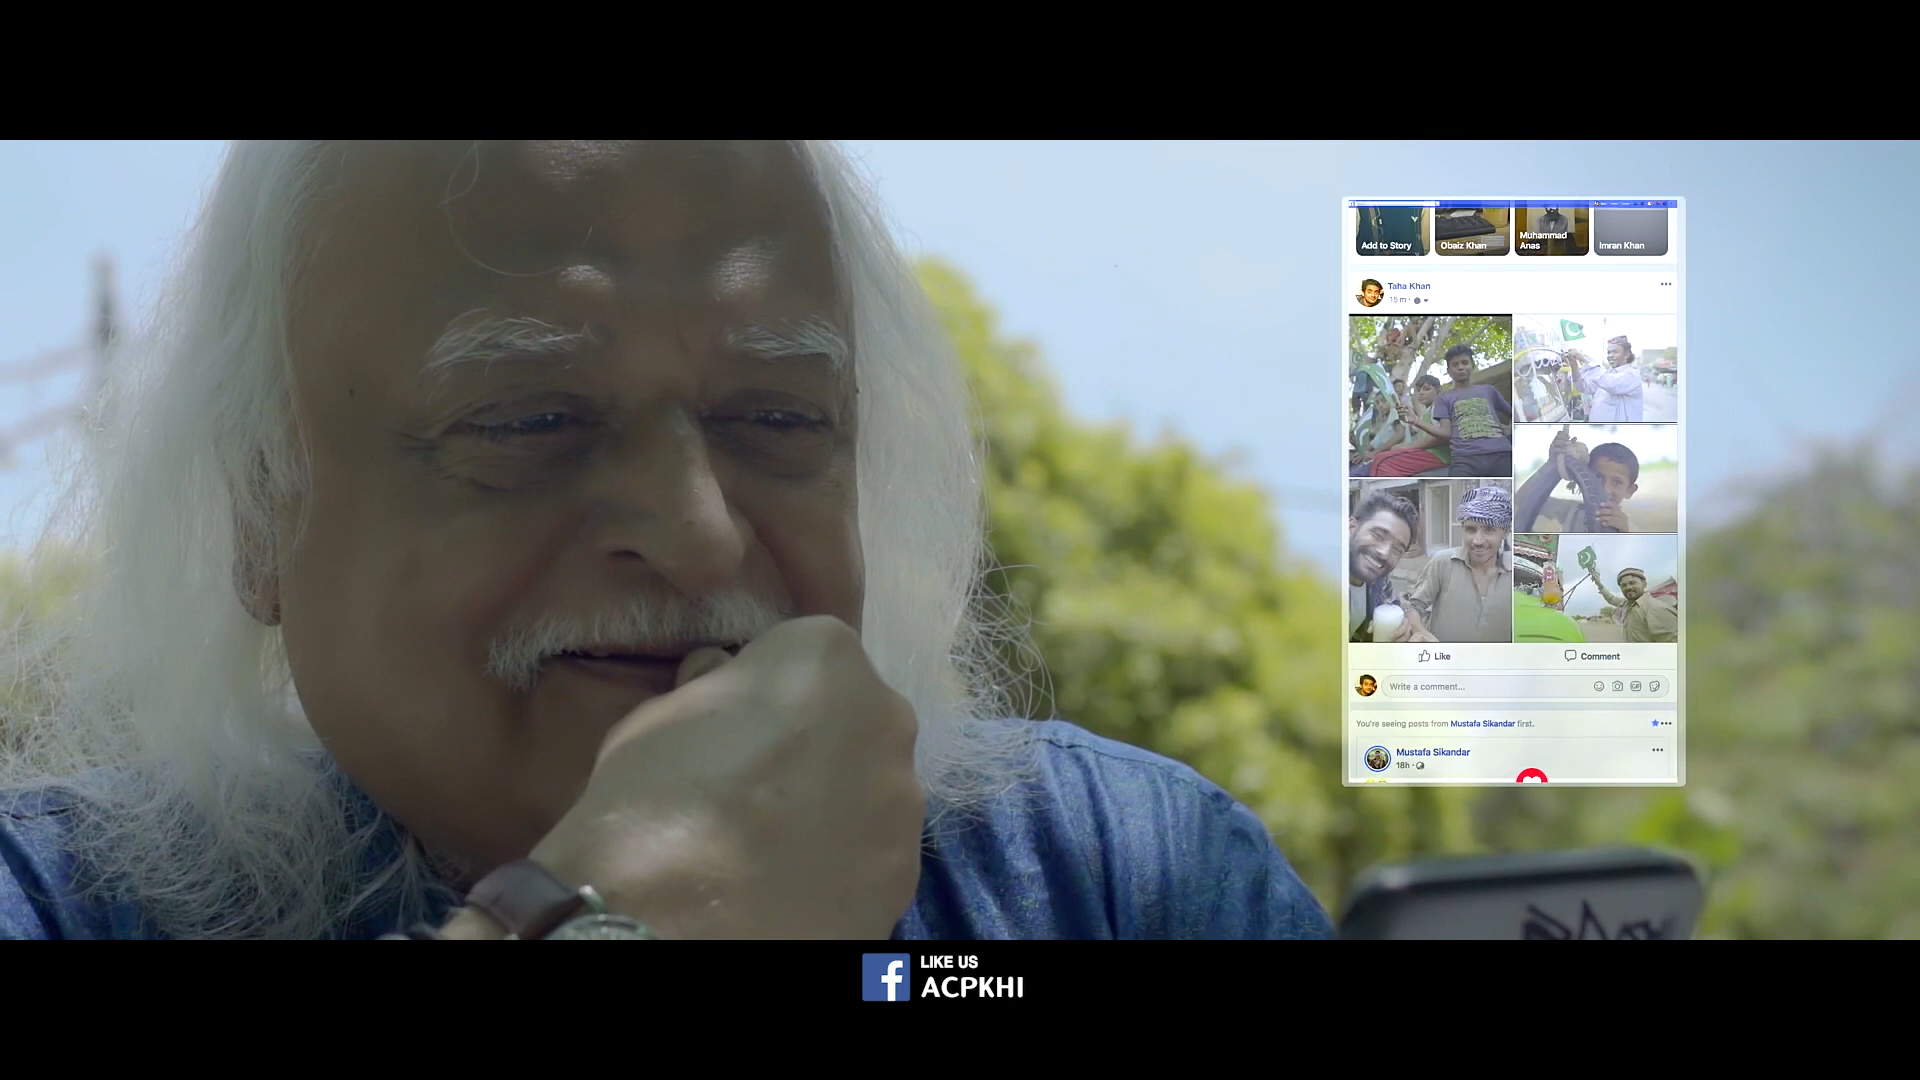 Add to Story
Obaiz Khan
Muhammad
Anas
Imran Khan
Taha Khan
15 m
Like
Comment
Write a comment...
GIF
You're seeing posts from Mustafa Sikandar first.
Mustafa Sikandar
18h
LIKE US
ACPKHI